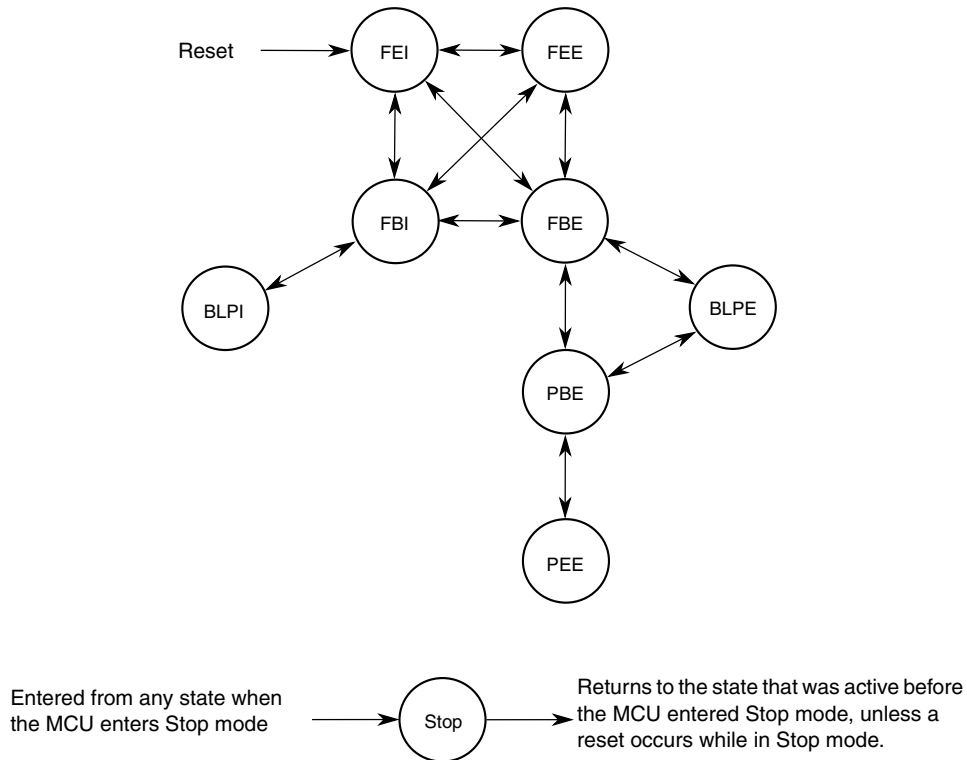 Reset
FEI
FEE
FBI
FBE
BLPI
BLPE
PBE
PEE
Entered from any state when
the MCU enters Stop mode
Stop
Returns to the state that was active before
the MCU entered Stop mode, unless a
reset occurs while in Stop mode.